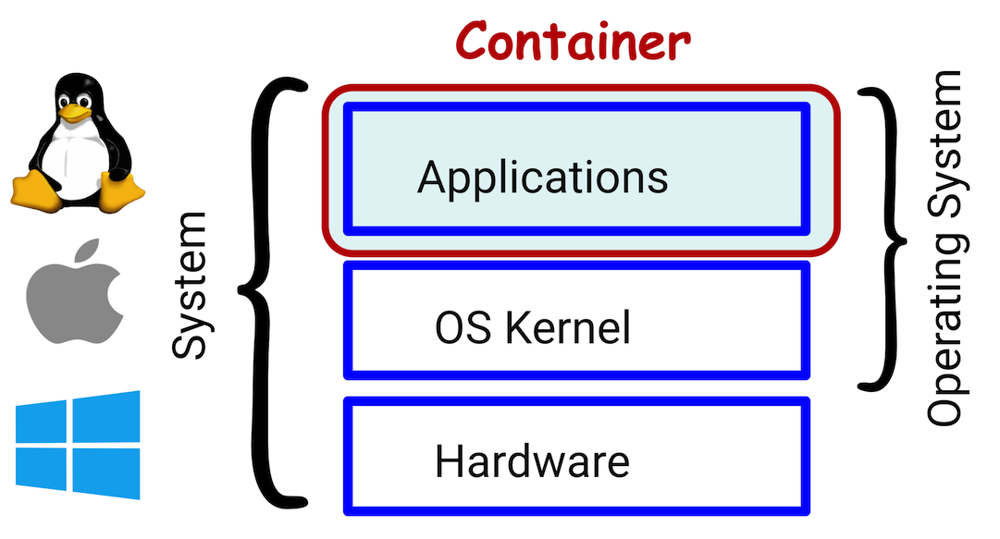 Container
System
Applications
OS Kernel
Hardware
Operating System